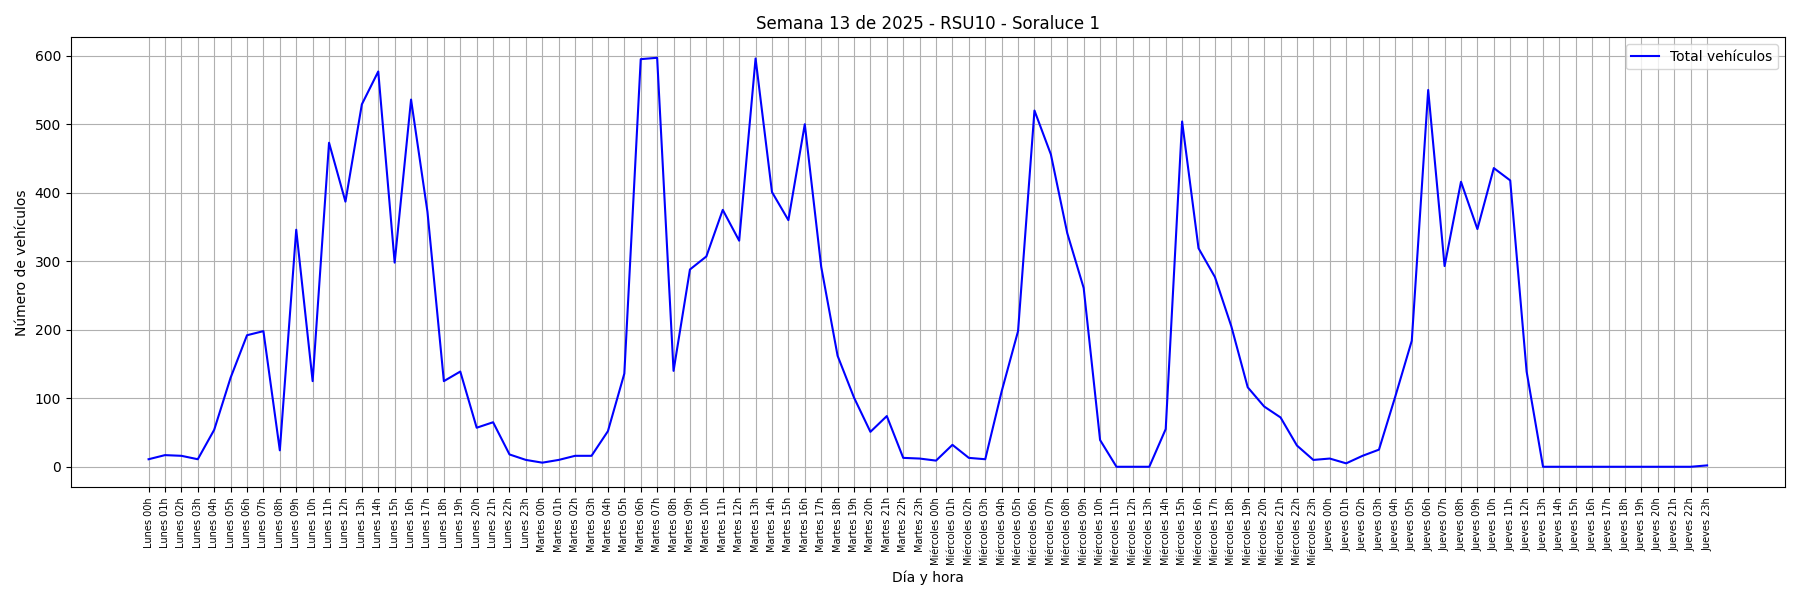 Semana 13 de 2025 - RSU10 - Soraluce 1
Total vehículos
Número de vehículos
600
500
400
300
200
100
0
Lunes 00h
Lunes 01h
Lunes 02h
Lunes 03h
Lunes 04h
Lunes 05h
Lunes 06h
Lunes 07h
Lunes 08h
Lunes 09h
Lunes 10h
Lunes 11h
Lunes 12h
Lunes 13h
Lunes 14h
Lunes 15h
Lunes 16h
Lunes 17h
Lunes 18h
Lunes 19h
Lunes 20h
Lunes 21h
Lunes 22h
Lunes 23h
Martes 00h
Martes 01h
Martes 02h
Martes 03h
Martes 04h
Martes 05h
Martes 06h
Martes 07h
Martes 08h
Martes 09h
Martes 10h
Martes 11h
Martes 12h
Martes 13h
Martes 14h
Martes 15h
Martes 16h
Martes 17h
Martes 18h
Martes 19h
Martes 20h
Martes 21h
Martes 22h
Martes 23h
Miércoles 00h
Miércoles 01h
Miércoles 02h
Miércoles 03h
Miércoles 04h
Miércoles 05h
Miércoles 06h
Miércoles 07h
Miércoles 08h
Miércoles 09h
Miércoles 10h
Miércoles 11h
Miércoles 12h
Miércoles 13h
Miércoles 14h
Miércoles 15h
Miércoles 16h
Miércoles 17h
Miércoles 18h
Miércoles 19h
Miércoles 20h
Miércoles 21h
Miércoles 22h
Miércoles 23h
Jueves 00h
Jueves 01h
Jueves 02h
Jueves 03h
Jueves 04h
Jueves 05h
Jueves 06h
Jueves 07h
Jueves 08h
Jueves 09h
Jueves 10h
Jueves 11h
Jueves 12h
Jueves 13h
Jueves 14h
Jueves 15h
Jueves 16h
Jueves 17h
Jueves 18h
Jueves 19h
Jueves 20h
Jueves 21h
Jueves 22h
Jueves 23h
Día y hora